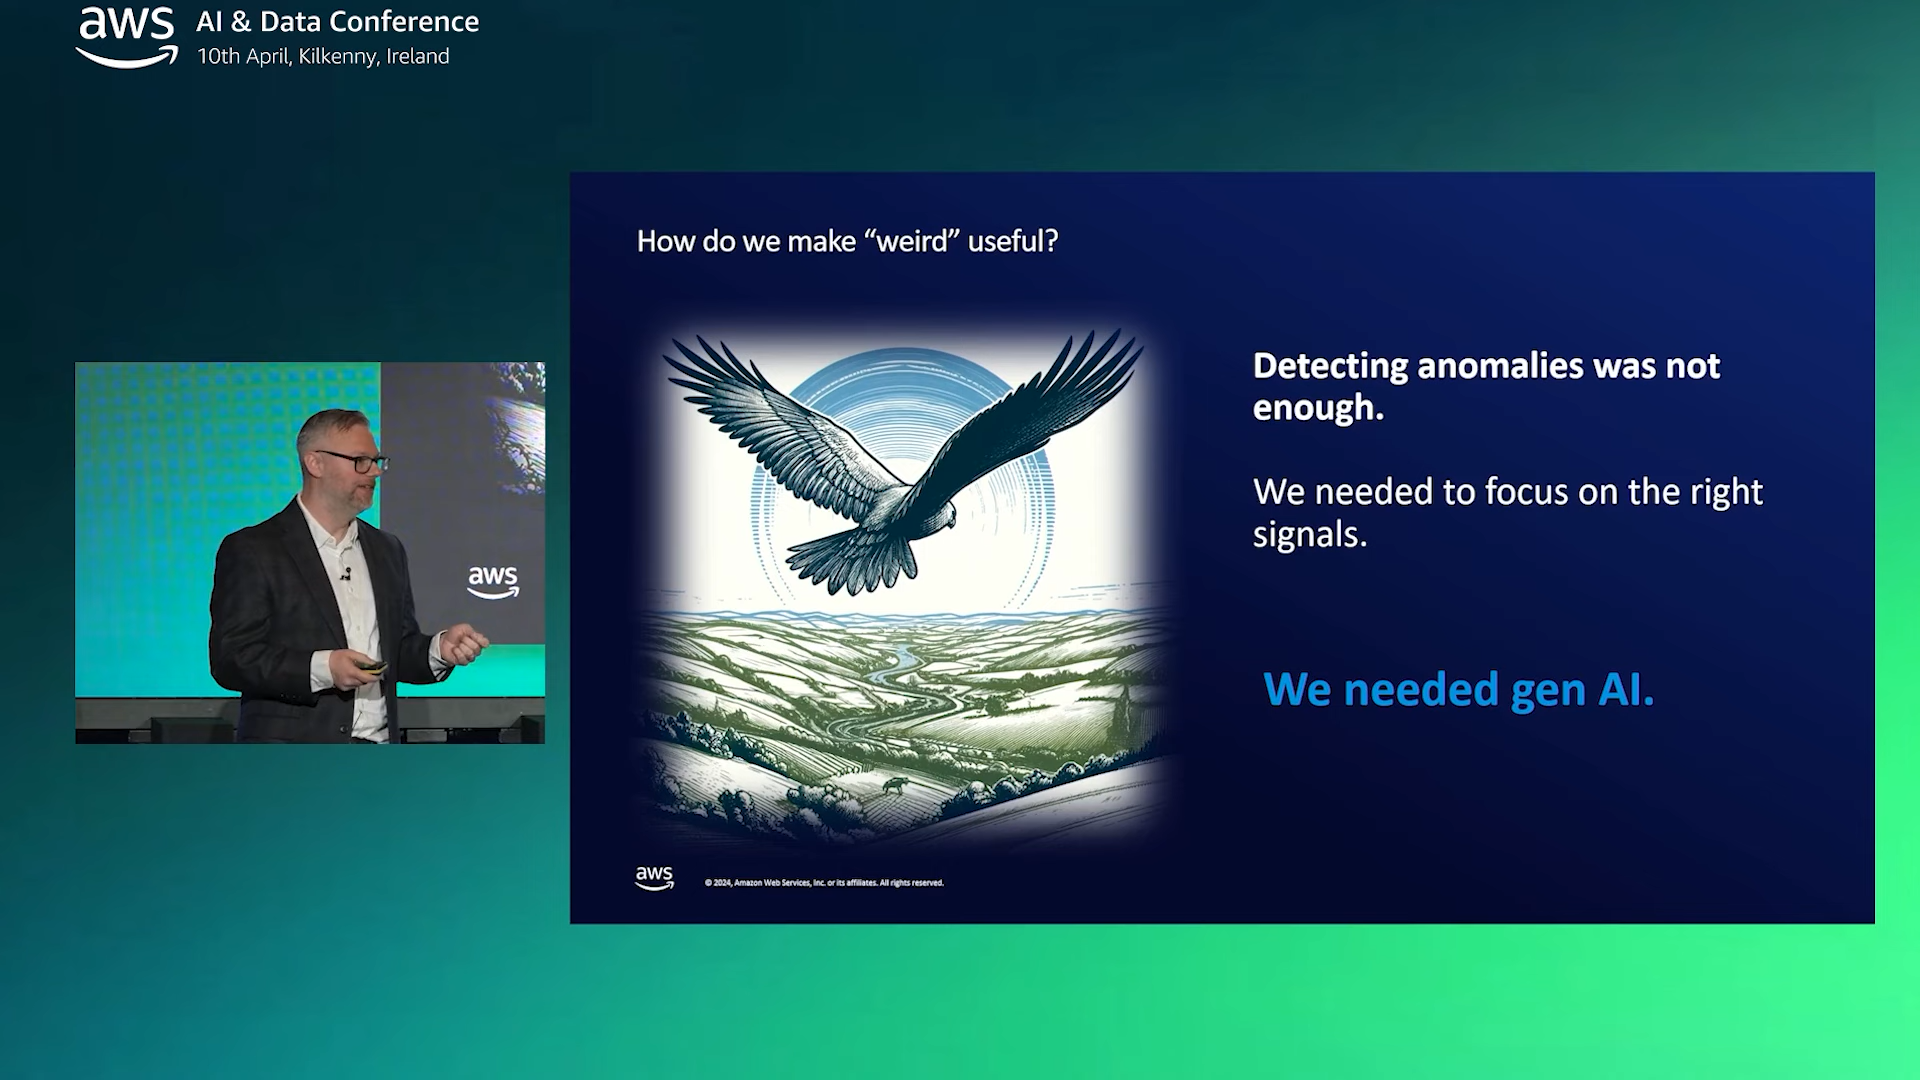 aws
AI & Data Conference
10th April, Kilkenny, Ireland
aws
How do we make “weird” useful?
Detecting anomalies was not
enough.
We needed to focus on the right
signals.
We needed gen AI.
aws
© 2024, Amazon Web Services, Inc. or its affiliates. All rights reserved.